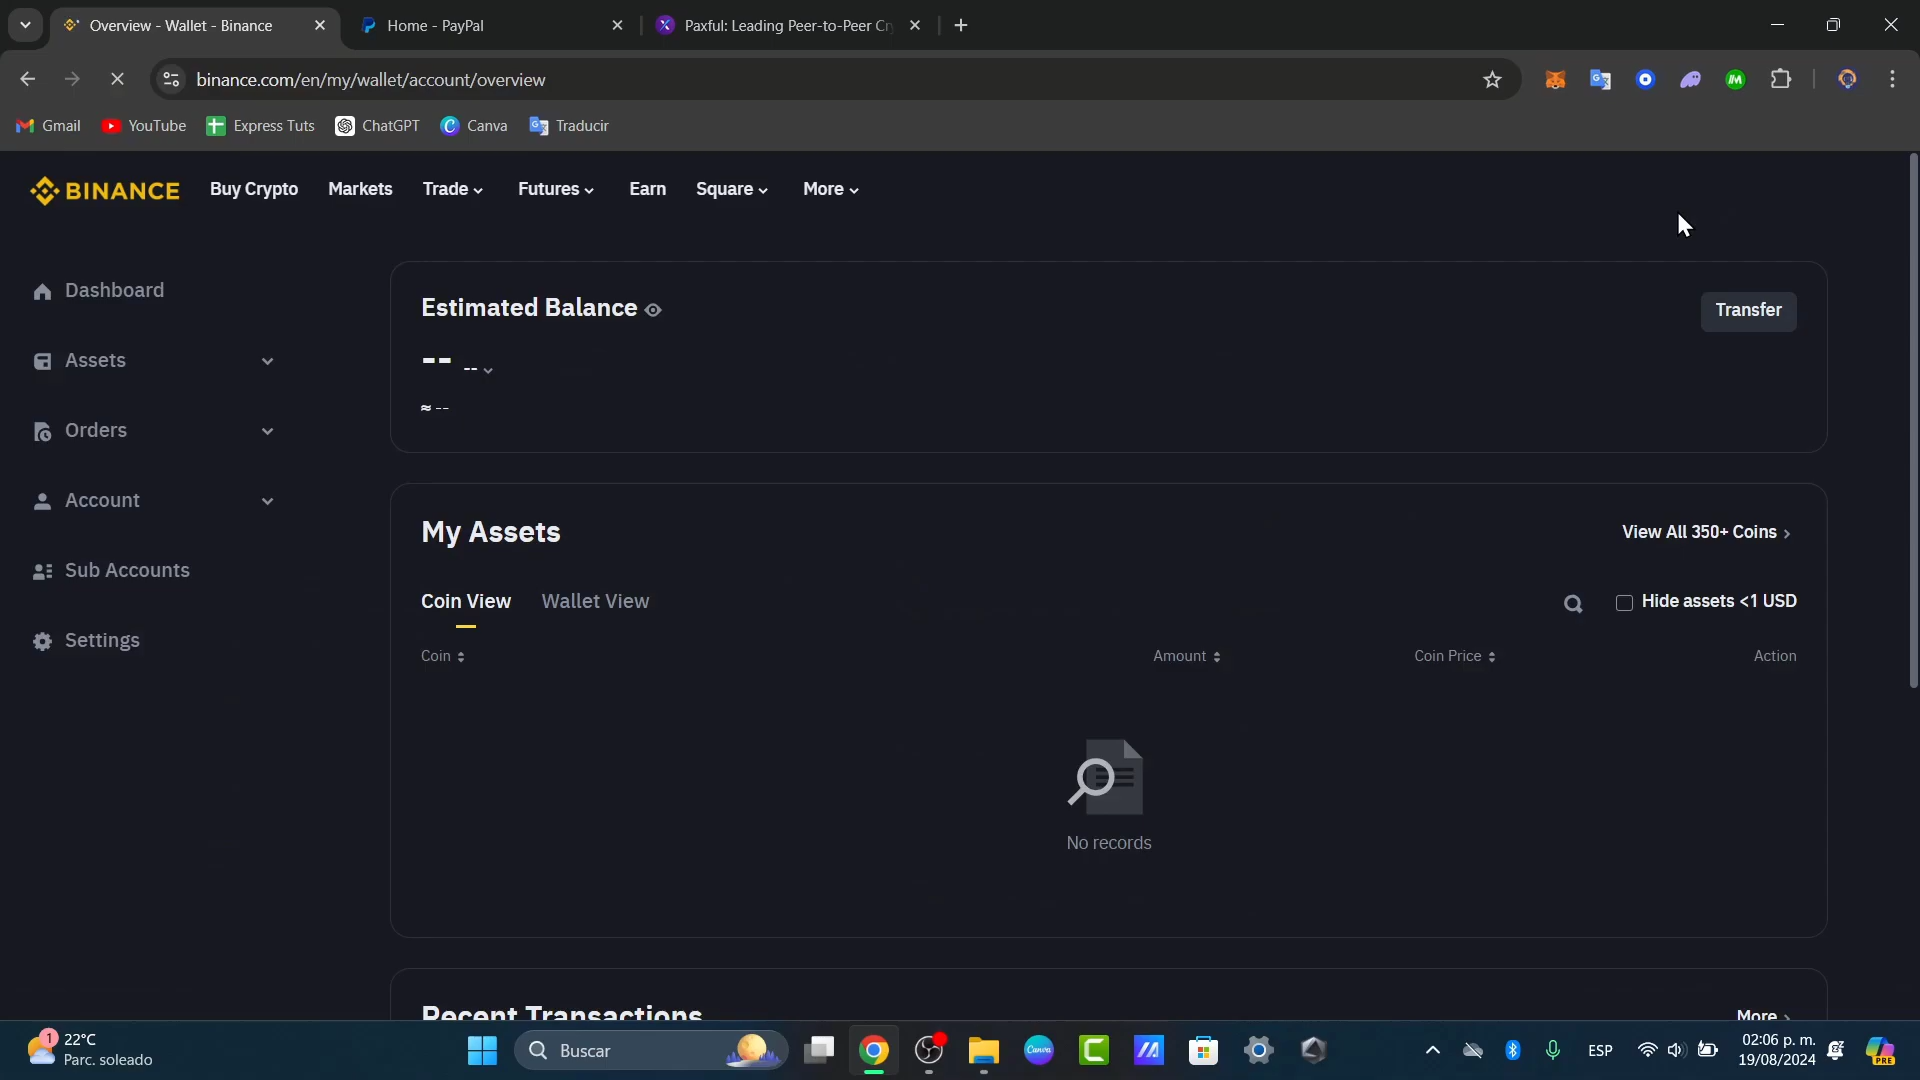 Overview - Wallet - Binance
Home - PayPal
Paxful: Leading Peer-to-Peer Cr
binance.com/en/my/wallet/account/overview
Gmail
YouTube
Express Tuts
ChatGPT
Canva
Traducir
BINANCE
Buy Crypto
Markets
Trade
Futures
Earn
Square
More
Dashboard
Assets
Orders
Account
Sub Accounts
Settings
Estimated Balance
Transfer
-- --
≈ --
My Assets
View All 350+ Coins
Coin View
Wallet View
Hide assets <1 USD
Coin
Amount
Coin Price
Action
No records
Recent Transactions
More
1
22°C
Parc. soleado
Buscar
Canva
ESP
02:06 p. m.
19/08/2024
PRE